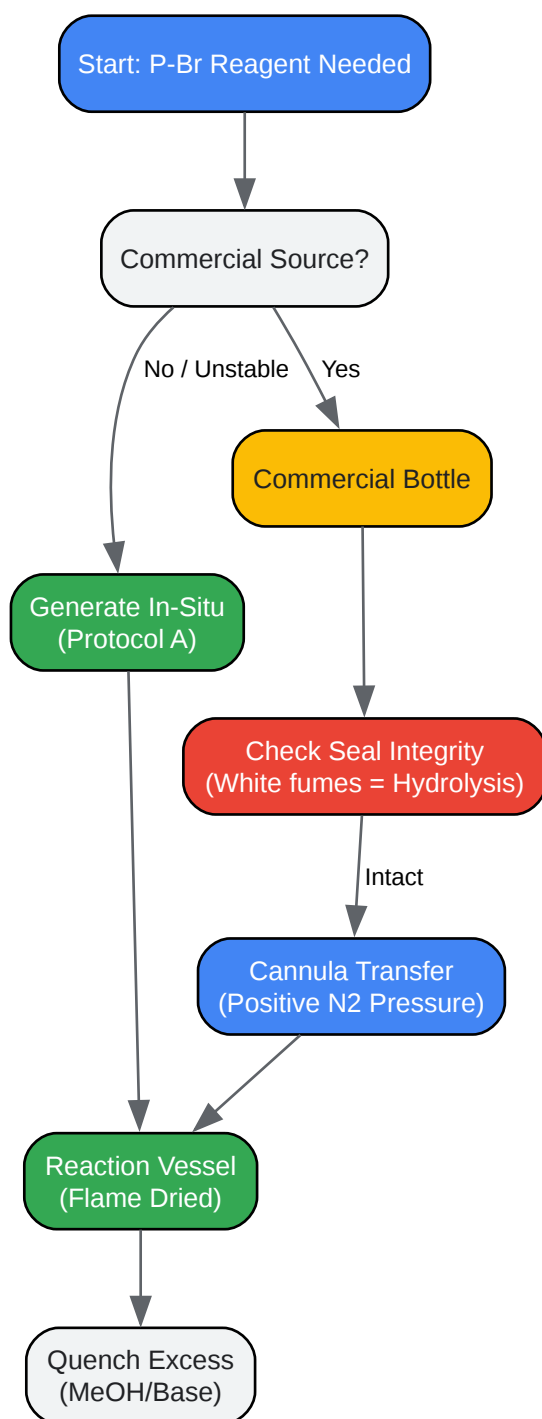 Start: P-Br Reagent Needed
Commercial Source?
No / Unstable
Yes
Commercial Bottle
Generate In-Situ
(Protocol A)
Check Seal Integrity
(White fumes = Hydrolysis)
Intact
Cannula Transfer
(Positive N2 Pressure)
Reaction Vessel
(Flame Dried)
Quench Excess
(MeOH/Base)